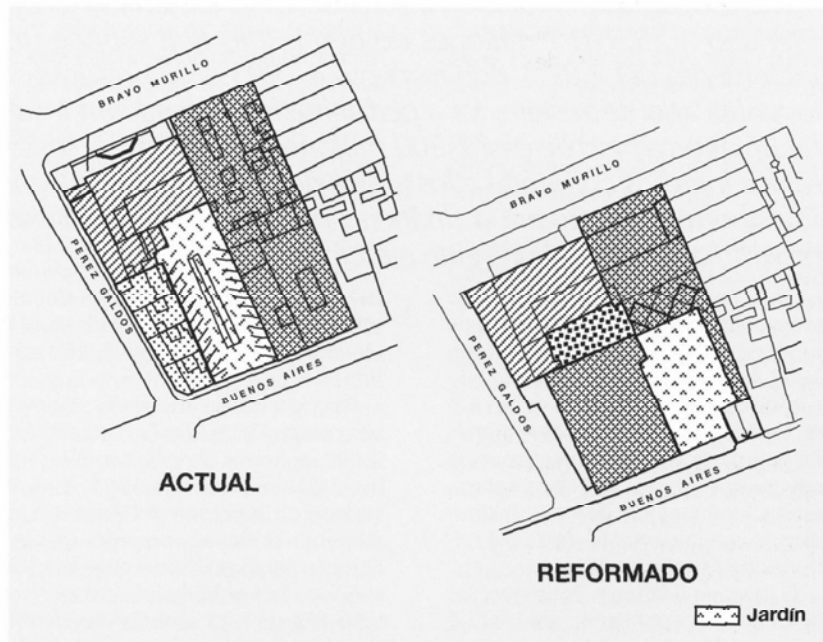 BRAVO MURILLO
PEREZ GALDOS
BUENOS AIRES
ACTUAL
BRAVO MURILLO
PEREZ GALDOS
BUENOS AIRES
REFORMADO
Jardín